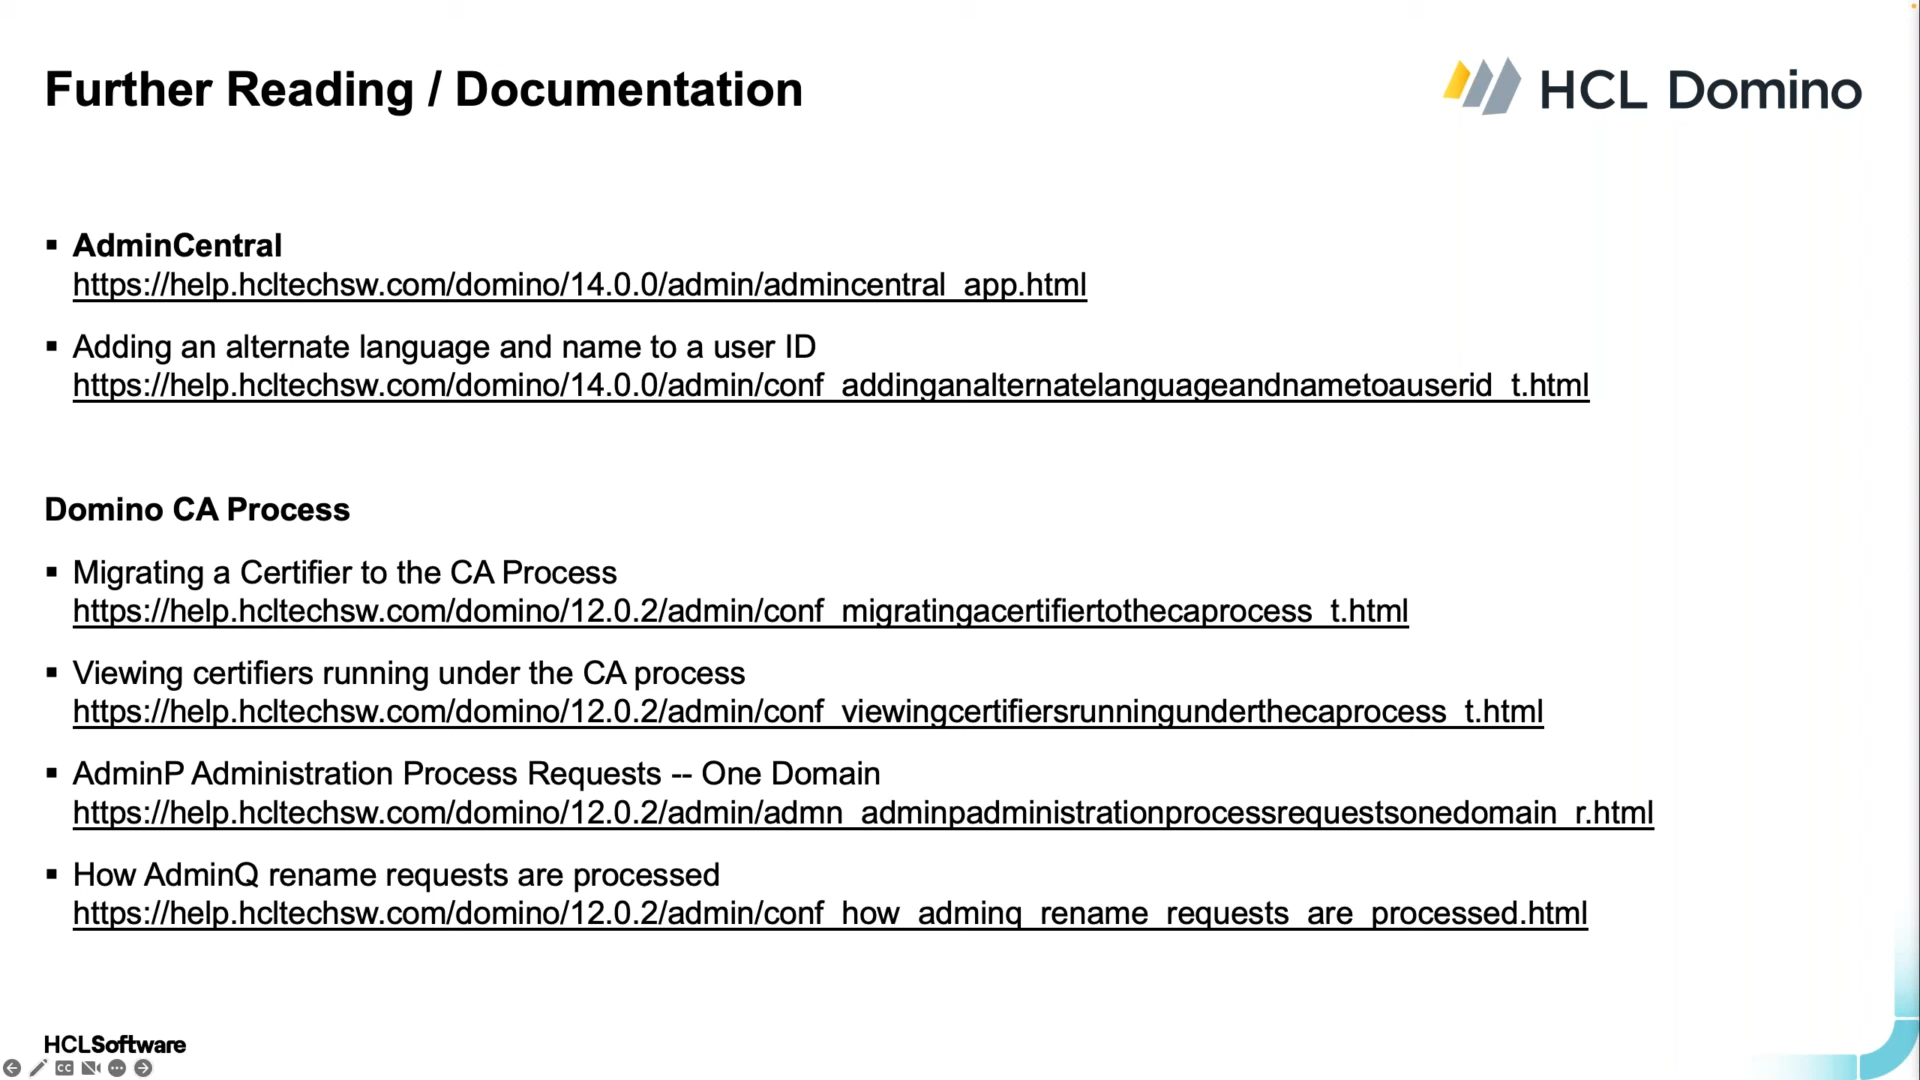 Further Reading / Documentation
HCL Domino
▪ AdminCentral
https://help.hcltechsw.com/domino/14.0.0/admin/admincentral_app.html
▪ Adding an alternate language and name to a user ID
https://help.hcltechsw.com/domino/14.0.0/admin/conf_addinganalternatelanguageandnametoauserid_t.html
Domino CA Process
▪ Migrating a Certifier to the CA Process
https://help.hcltechsw.com/domino/12.0.2/admin/conf_migratingacertifiertothecaprocess_t.html
▪ Viewing certifiers running under the CA process
https://help.hcltechsw.com/domino/12.0.2/admin/conf_viewingcertifiersrunningunderthecaprocess_t.html
▪ AdminP Administration Process Requests -- One Domain
https://help.hcltechsw.com/domino/12.0.2/admin/admn_adminpadministrationprocessrequestsonedomain_r.html
▪ How AdminQ rename requests are processed
https://help.hcltechsw.com/domino/12.0.2/admin/conf_how_adminq_rename_requests_are_processed.html
HCLSoftware
CC